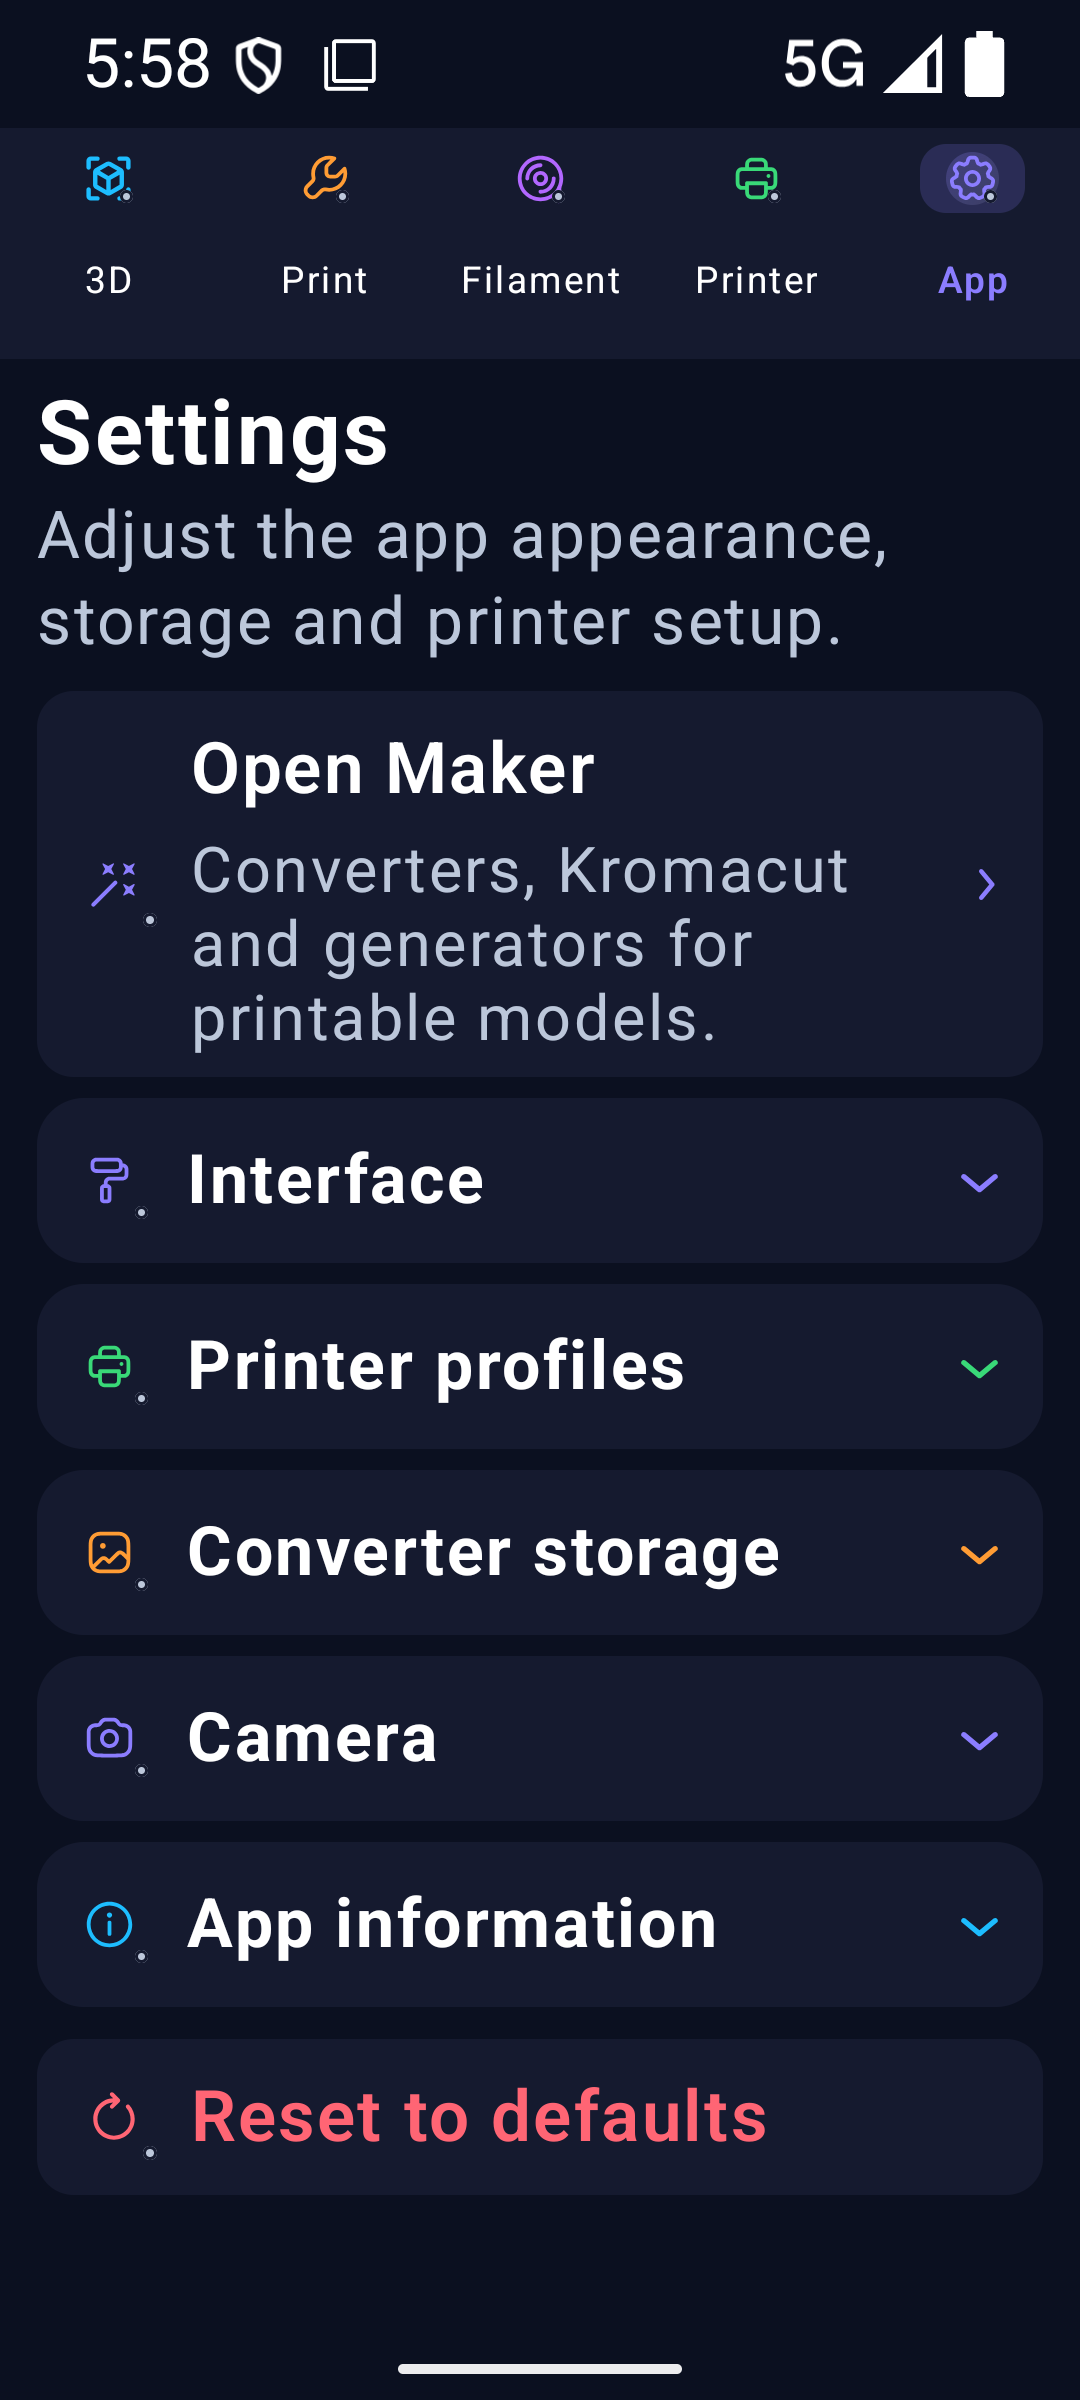 5:58
5G
3D
Print
Filament
Printer
App
Settings
Adjust the app appearance,
storage and printer setup.
Open Maker
Converters, Kromacut
and generators for
printable models.
Interface
Printer profiles
Converter storage
Camera
App information
Reset to defaults